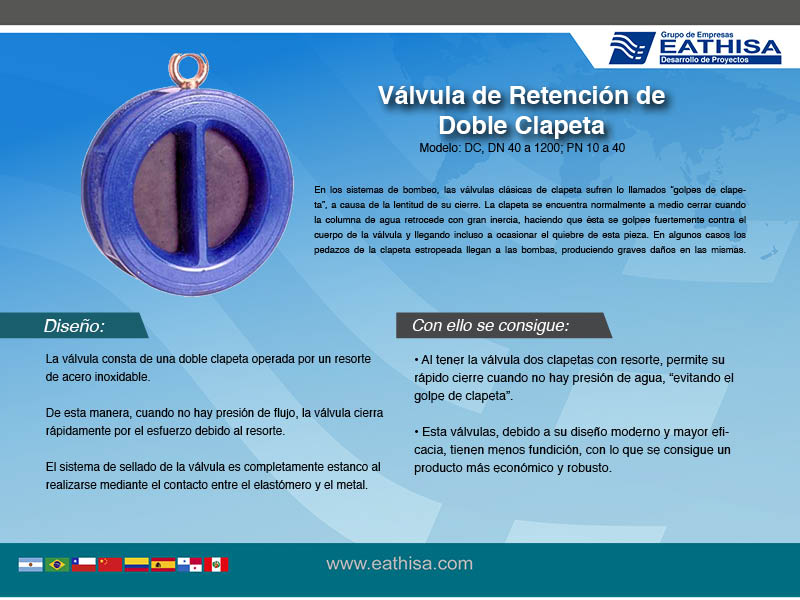 Grupo de Empresas
EATHISA
Desarrollo de Proyectos
Válvula de Retención de
Doble Clapeta
Modelo: DC, DN 40 a 1200; PN 10 a 40
En los sistemas de bombeo, las válvulas clásicas de clapeta sufren lo llamados “golpes de clape-
ta”, a causa de la lentitud de su cierre. La clapeta se encuentra normalmente a medio cerrar cuando
la columna de agua retrocede con gran inercia, haciendo que ésta se golpee fuertemente contra el
cuerpo de la válvula y llegando incluso a ocasionar el quiebre de esta pieza. En algunos casos los
pedazos de la clapeta estropeada llegan a las bombas, produciendo graves daños en las mismas.
Diseño:
La válvula consta de una doble clapeta operada por un resorte
de acero inoxidable.
De esta manera, cuando no hay presión de flujo, la válvula cierra
rápidamente por el esfuerzo debido al resorte.
El sistema de sellado de la válvula es completamente estanco al
realizarse mediante el contacto entre el elastómero y el metal.
Con ello se consigue:
• Al tener la válvula dos clapetas con resorte, permite su
rápido cierre cuando no hay presión de agua, “evitando el
golpe de clapeta”.
• Esta válvulas, debido a su diseño moderno y mayor efi-
cacia, tienen menos fundición, con lo que se consigue un
producto más económico y robusto.
www.eathisa.com